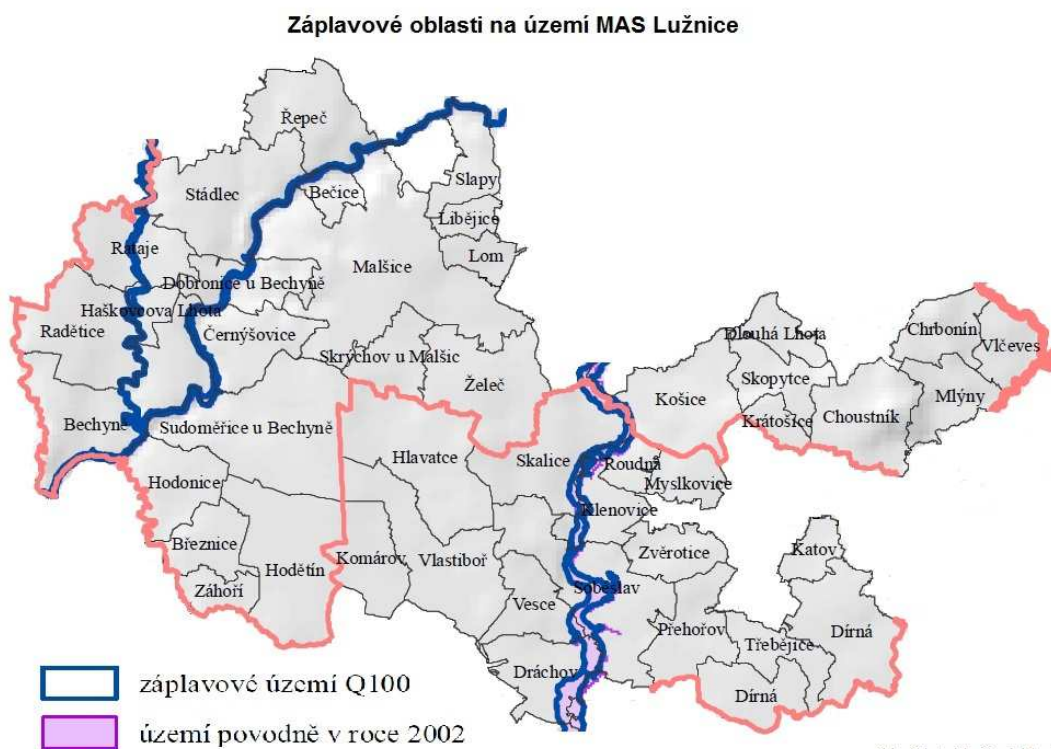 Záplavové oblasti na území MAS Lužnice
Řepeč
Stádlec
Bečice
Slapy
Libějice
Lom
Rataje
Malšice
Dobronice u Bechyně
Haškovcova Lhota
Radětice
Černýšovice
Skrýchov u Malšic
Želeč
Dlouhá Lhota
Chrbonín
Vlčeves
Košice
Skopytce
Mlýny
Krátošice
Choustník
Bechyně
Sudoměřice u Bechyně
Hlavatce
Skalice
Roudná
Myslkovice
Hodonice
Klenovice
Březnice
Zvěrotice
Katov
Hodětín
Komárov
Vlastiboř
Záhoří
Soběslav
Vesce
Přehořov
Třebějice
Dírná
Dráchov
Dírná
záplavové území Q100
území povodně v roce 2002